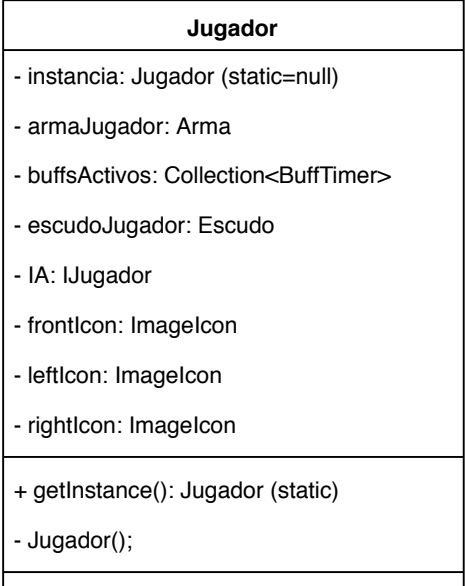 Jugador
- instancia: Jugador (static=null)
- armaJugador: Arma
- buffsActivos: Collection<BuffTimer>
- escudoJugador: Escudo
- IA: IJugador
- frontIcon: ImageIcon
- leftIcon: ImageIcon
- rightIcon: ImageIcon
+ getInstance(): Jugador (static)
- Jugador();